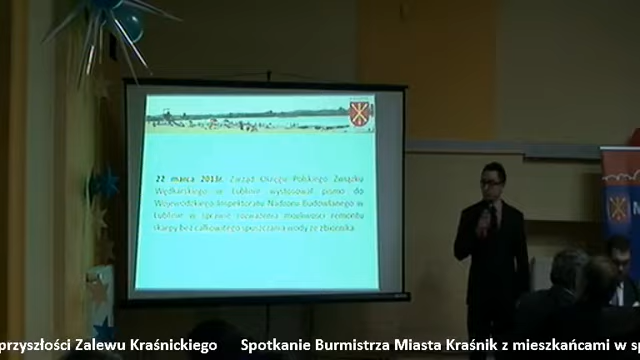 22 marca 2013r. Zarząd Okręgu Polskiego Związku
Wędkarskiego w Lublinie wystosował pismo do
Wojewódzkiego Inspektoratu Nadzoru Budowlanego w
Lublinie w sprawie rozważenia możliwości remontu
skarpy bez całkowitego spuszczania wody ze zbiornika.
przyszłości Zalewu Kraśnickiego Spotkanie Burmistrza Miasta Kraśnik z mieszkańcami w sp